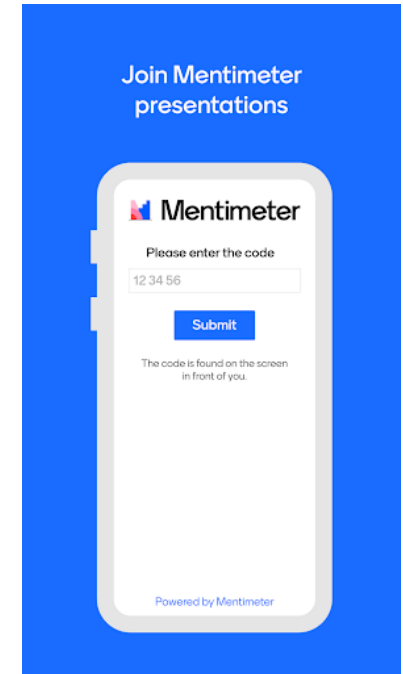 Join Mentimeter
presentations
Mentimeter
Please enter the code
12 34 56
Submit
The code is found on the screen
in front of you.
Powered by Mentimeter